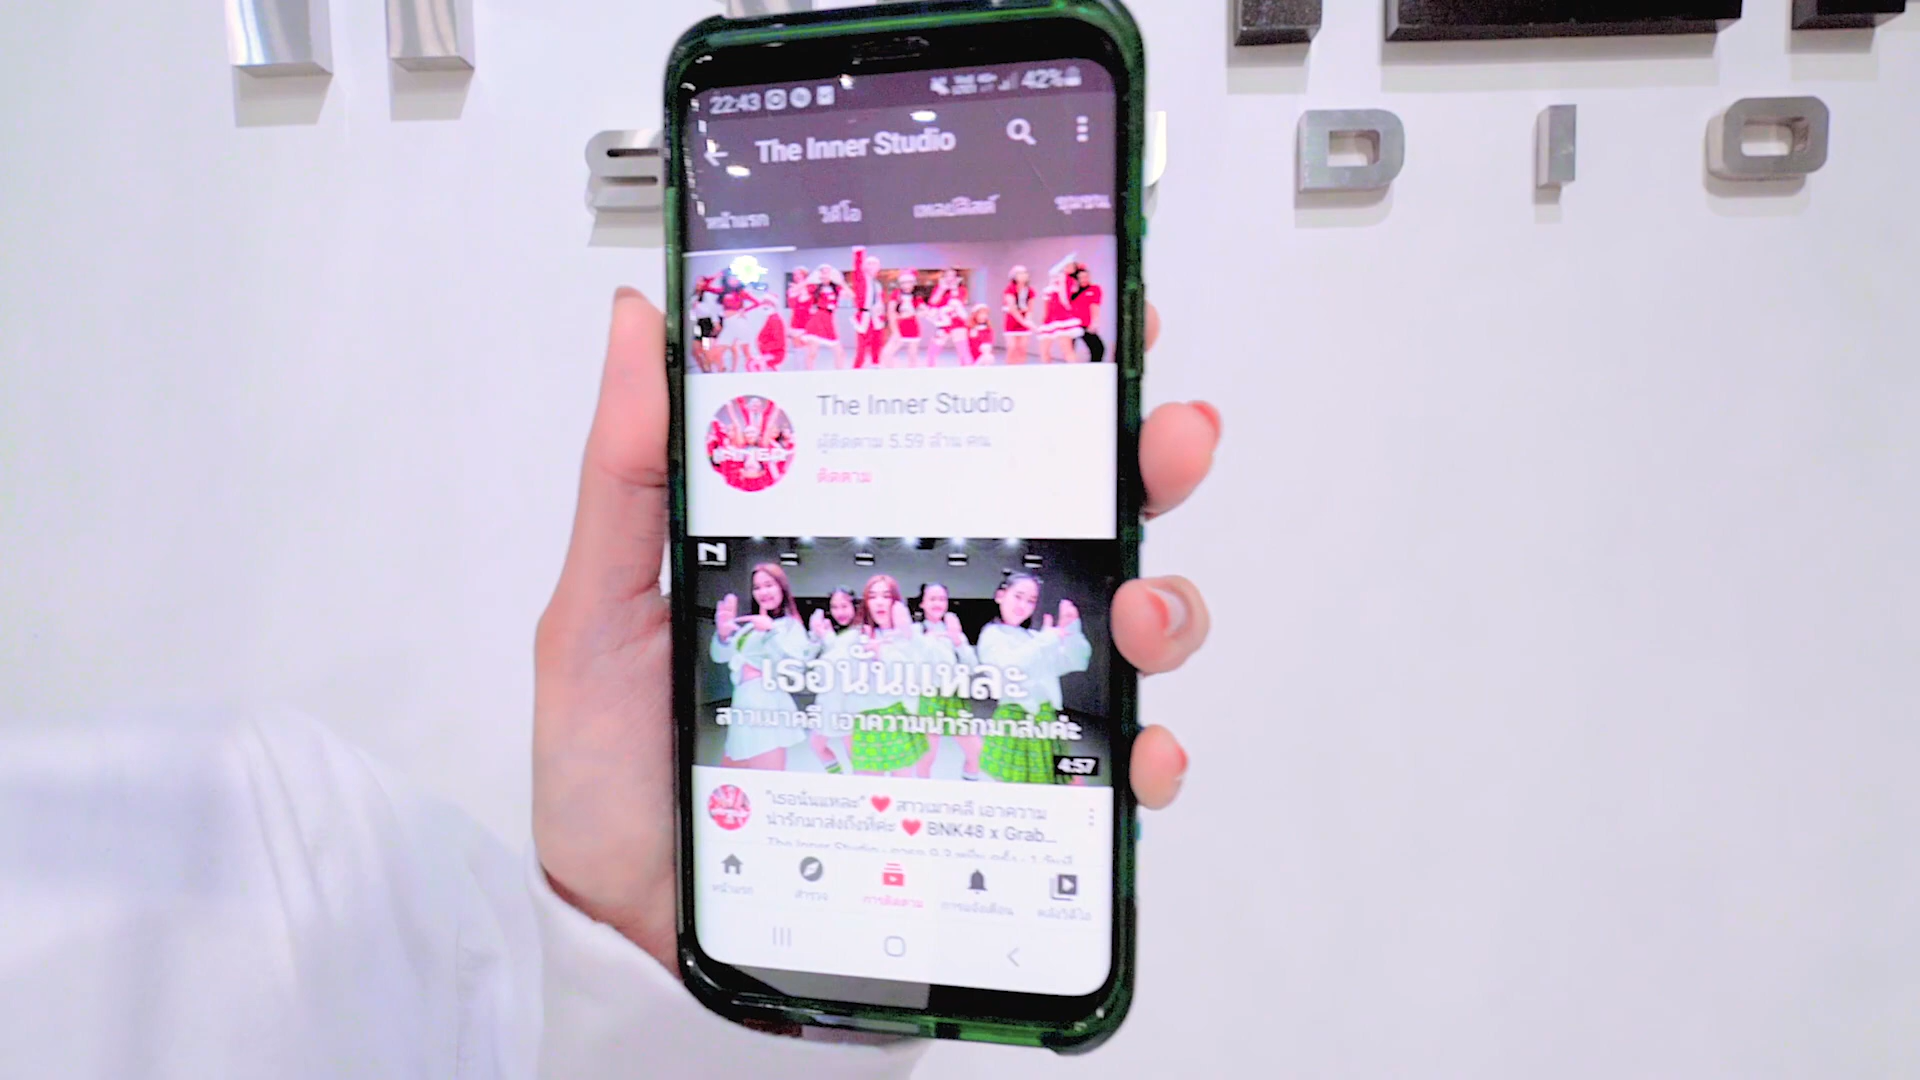 22:43 42%
The Inner Studio
หน้าแรก วิดีโอ เพลย์ลิสต์ ชุมชน
The Inner Studio
ผู้ติดตาม 5.59 ล้าน คน
ติดตาม
N
เธอนั่นแหละ
สาวเมาคลี เอาความน่ารักมาส่งค่ะ
4:57
"เธอนั่นแหละ" ❤ สาวเมาคลี เอาความ
น่ารักมาส่งถึงที่ค่ะ ❤ BNK48 x Grab...
The Inner Studio
หน้าแรก สำรวจ การติดตาม การแจ้งเตือน คลังวิดีโอ
S DIO